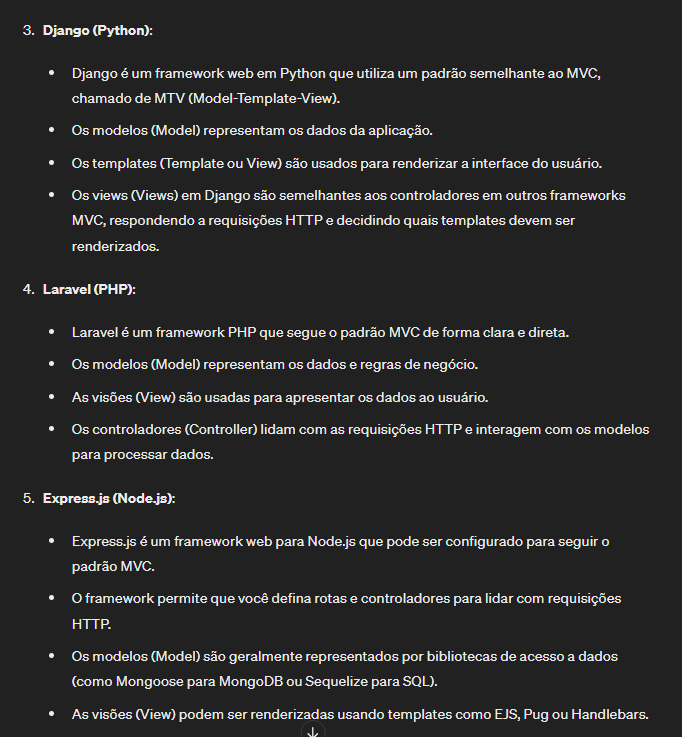 3. Django (Python):
• Django é um framework web em Python que utiliza um padrão semelhante ao MVC,
chamado de MTV (Model-Template-View).
• Os modelos (Model) representam os dados da aplicação.
• Os templates (Template ou View) são usados para renderizar a interface do usuário.
• Os views (Views) em Django são semelhantes aos controladores em outros frameworks
MVC, respondendo a requisições HTTP e decidindo quais templates devem ser
renderizados.
4. Laravel (PHP):
• Laravel é um framework PHP que segue o padrão MVC de forma clara e direta.
• Os modelos (Model) representam os dados e regras de negócio.
• As visões (View) são usadas para apresentar os dados ao usuário.
• Os controladores (Controller) lidam com as requisições HTTP e interagem com os modelos
para processar dados.
5. Express.js (Node.js):
• Express.js é um framework web para Node.js que pode ser configurado para seguir o
padrão MVC.
• O framework permite que você defina rotas e controladores para lidar com requisições
HTTP.
• Os modelos (Model) são geralmente representados por bibliotecas de acesso a dados
(como Mongoose para MongoDB ou Sequelize para SQL).
• As visões (View) podem ser renderizadas usando templates como EJS, Pug ou Handlebars.